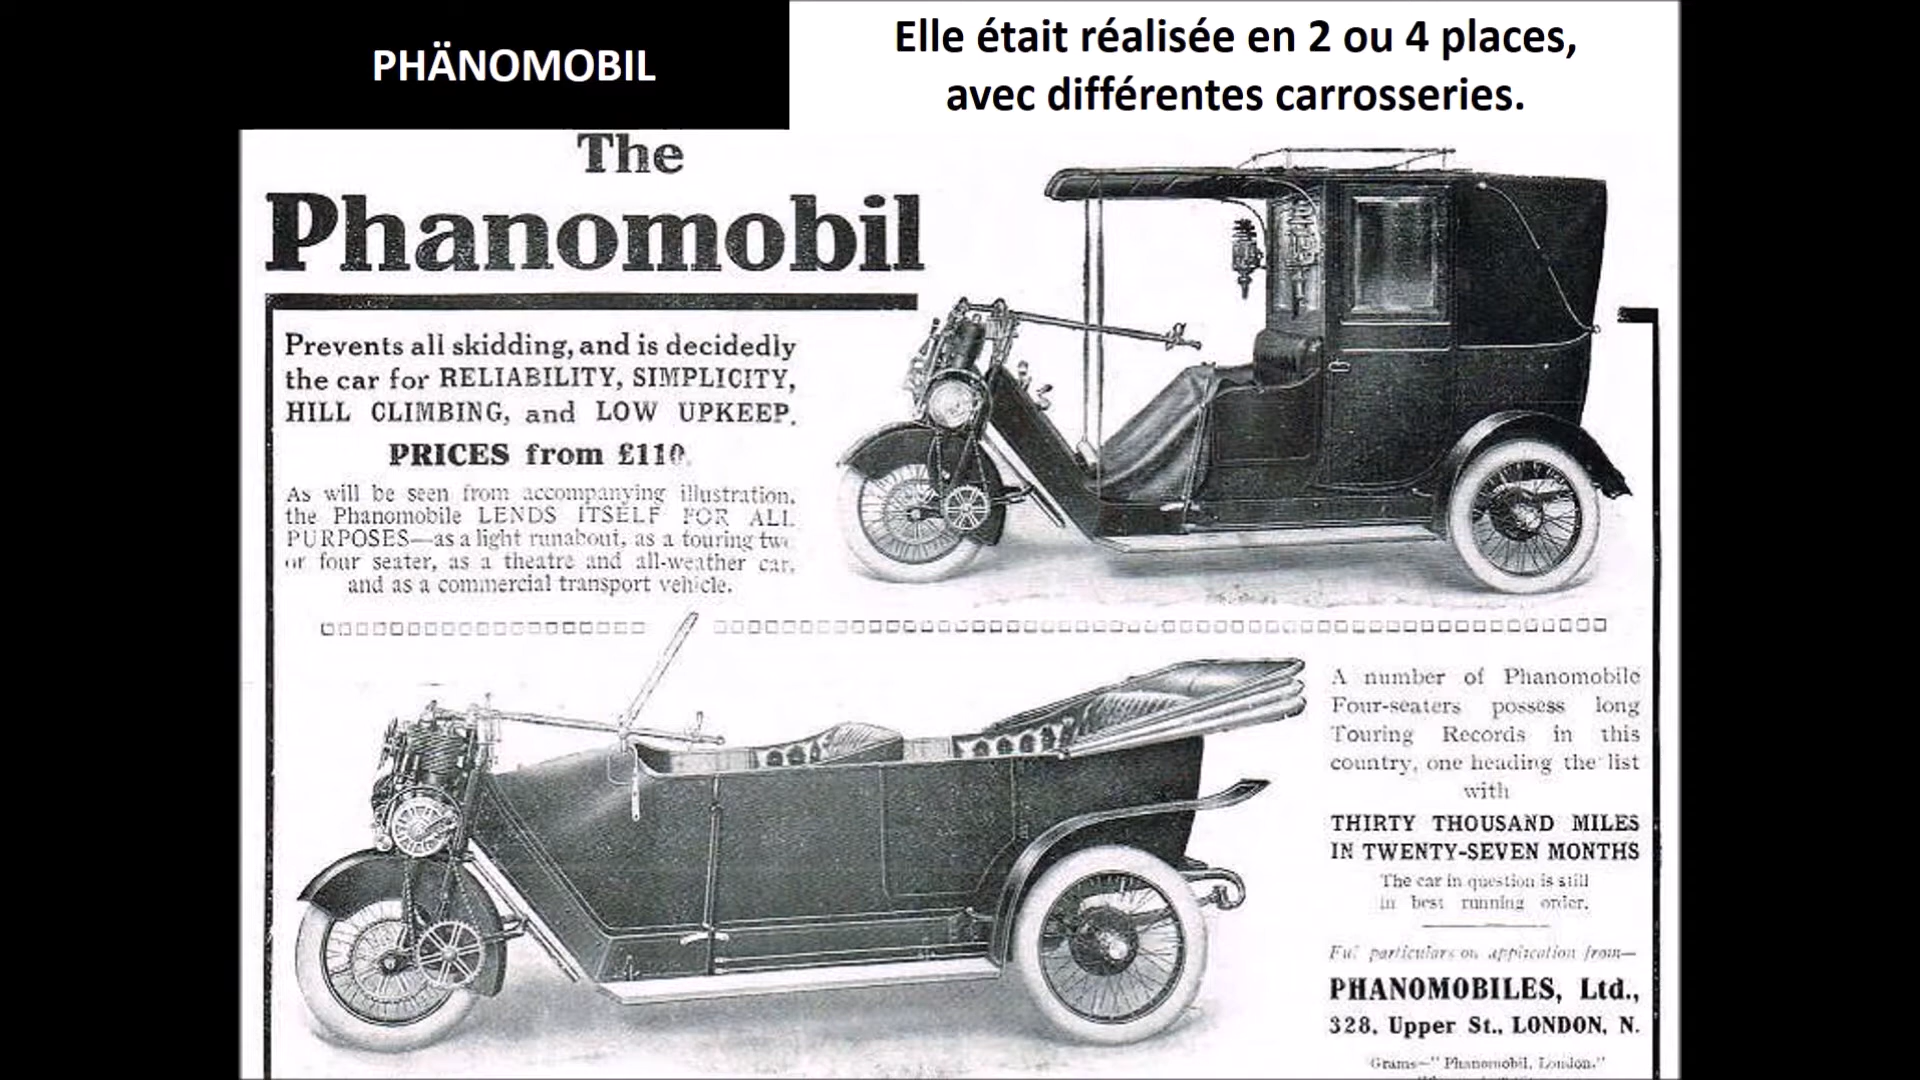 PHÄNOMOBIL
Elle était réalisée en 2 ou 4 places,
avec différentes carrosseries.
The
Phanomobil
Prevents all skidding, and is decidedly
the car for RELIABILITY, SIMPLICITY,
HILL CLIMBING, and LOW UPKEEP.
PRICES from £110.
As will be seen from accompanying illustration,
the Phanomobile LENDS ITSELF FOR ALL
PURPOSES—as a light runabout, as a touring two
or four seater, as a theatre and all-weather car,
and as a commercial transport vehicle.
A number of Phanomobile
Four-seaters possess long
Touring Records in this
country, one heading the list
with
THIRTY THOUSAND MILES
IN TWENTY-SEVEN MONTHS
The car in question is still
in best running order.
Full particulars on application from—
PHANOMOBILES, Ltd.,
328, Upper St., LONDON, N.
Grams—"Phanomobil, London."